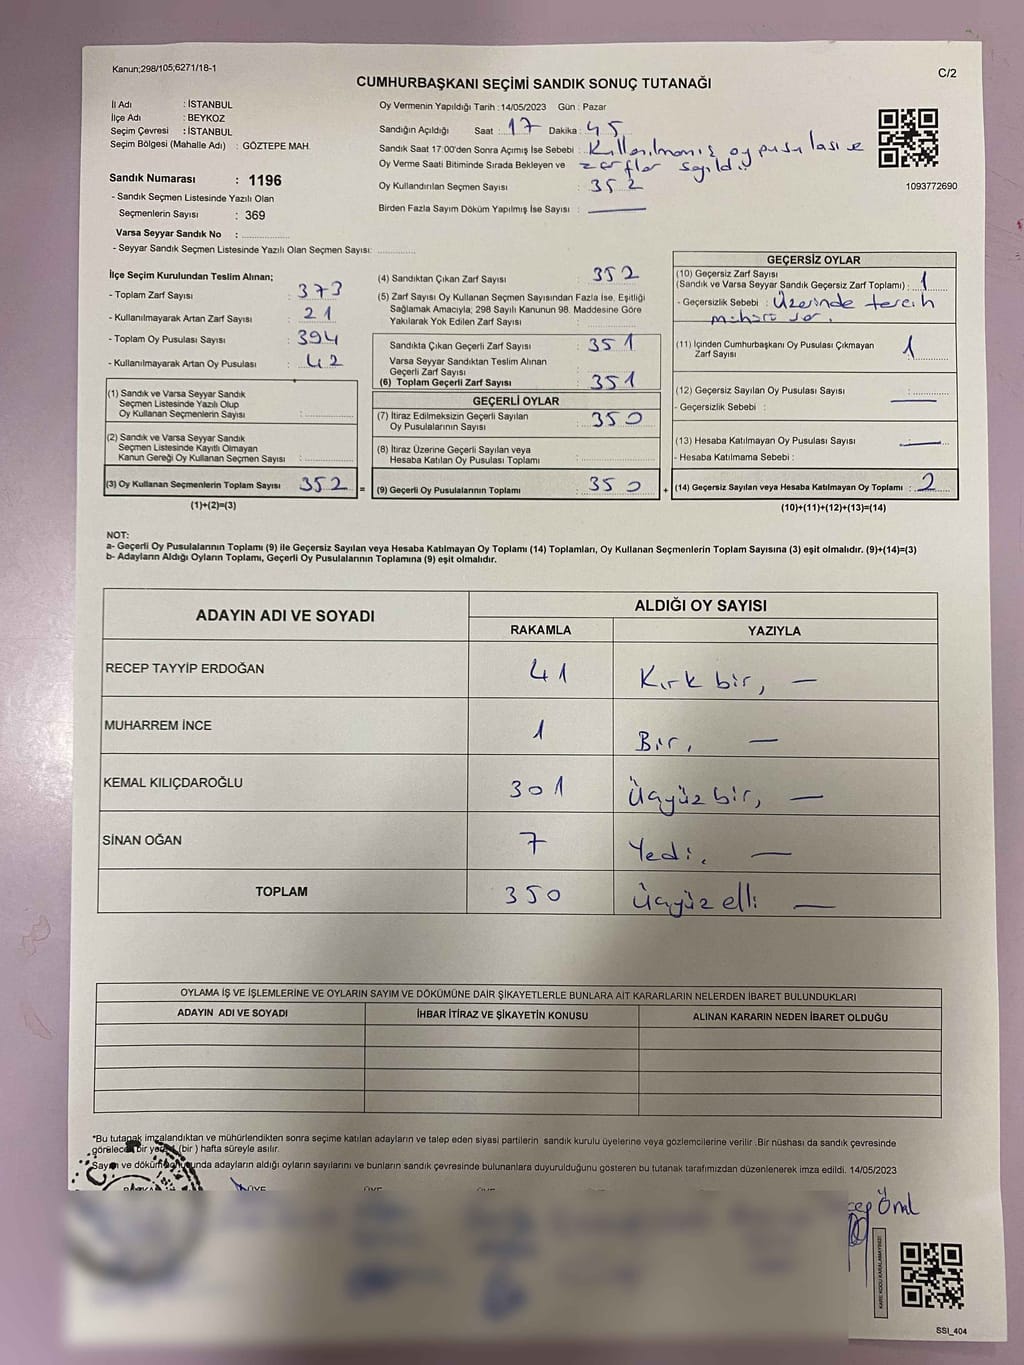 Kanun;298/105,6271/18-1
C/2
CUMHURBAŞKANI SEÇİMİ SANDIK SONUÇ TUTANAĞI
İl Adı : İSTANBUL
İlçe Adı : BEYKOZ
Seçim Çevresi : İSTANBUL
Seçim Bölgesi (Mahalle Adı) : GÖZTEPE MAH.
Sandık Numarası : 1196
- Sandık Seçmen Listesinde Yazılı Olan
Seçmenlerin Sayısı : 369
Varsa Seyyar Sandık No :
- Seyyar Sandık Seçmen Listesinde Yazılı Olan Seçmen Sayısı:
Oy Vermenin Yapıldığı Tarih : 14/05/2023 Gün : Pazar
Sandığın Açıldığı Saat : 17 Dakika : 45
Sandık Saat 17:00'den Sonra Açımış İse Sebebi : Kullanılmamış oy pusulası ve
Oy Verme Saati Bitiminde Sırada Bekleyen ve zarflar sayıldı.
Oy Kullandırılan Seçmen Sayısı : 352
Birden Fazla Sayım Döküm Yapılmış İse Sayısı :
1093772690
İlçe Seçim Kurulundan Teslim Alınan;
- Toplam Zarf Sayısı : 373
- Kullanılmayarak Artan Zarf Sayısı : 21
- Toplam Oy Pusulası Sayısı : 394
- Kullanılmayarak Artan Oy Pusulası : 42
(1) Sandık ve Varsa Seyyar Sandık
Seçmen Listesinde Yazılı Olup
Oy Kullanan Seçmenlerin Sayısı :
(2) Sandık ve Varsa Seyyar Sandık
Seçmen Listesinde Kayıtlı Olmayan
Kanun Gereği Oy Kullanan Seçmen Sayısı :
(3) Oy Kullanan Seçmenlerin Toplam Sayısı 352 =
(1)+(2)=(3)
(4) Sandıktan Çıkan Zarf Sayısı : 352
(5) Zarf Sayısı Oy Kullanan Seçmen Sayısından Fazla İse, Eşitliği
Sağlamak Amacıyla; 298 Sayılı Kanunun 98. Maddesine Göre
Yakılarak Yok Edilen Zarf Sayısı :
Sandıkta Çıkan Geçerli Zarf Sayısı : 351
Varsa Seyyar Sandıktan Teslim Alınan
Geçerli Zarf Sayısı :
(6) Toplam Geçerli Zarf Sayısı : 351
GEÇERLİ OYLAR
(7) İtiraz Edilmeksizin Geçerli Sayılan
Oy Pusulalarının Sayısı : 350
(8) İtiraz Üzerine Geçerli Sayılan veya
Hesaba Katılan Oy Pusulası Toplamı :
(9) Geçerli Oy Pusulalarının Toplamı : 350 +
GEÇERSİZ OYLAR
(10) Geçersiz Zarf Sayısı
(Sandık ve Varsa Seyyar Sandık Geçersiz Zarf Toplamı) : 1
- Geçersizlik Sebebi : Üzerinde tercih
mührü var.
(11) İçinden Cumhurbaşkanı Oy Pusulası Çıkmayan
Zarf Sayısı 1
(12) Geçersiz Sayılan Oy Pusulası Sayısı :
- Geçersizlik Sebebi :
(13) Hesaba Katılmayan Oy Pusulası Sayısı :
- Hesaba Katılmama Sebebi :
(14) Geçersiz Sayılan veya Hesaba Katılmayan Oy Toplamı : 2
(10)+(11)+(12)+(13)=(14)
NOT:
a- Geçerli Oy Pusulalarının Toplamı (9) ile Geçersiz Sayılan veya Hesaba Katılmayan Oy Toplamı (14) Toplamları, Oy Kullanan Seçmenlerin Toplam Sayısına (3) eşit olmalıdır. (9)+(14)=(3)
b- Adayların Aldığı Oyların Toplamı, Geçerli Oy Pusulalarının Toplamına (9) eşit olmalıdır.
ADAYIN ADI VE SOYADI
ALDIĞI OY SAYISI
RAKAMLA YAZIYLA
RECEP TAYYİP ERDOĞAN 41 Kırk bir, —
MUHARREM İNCE 1 Bir, —
KEMAL KILIÇDAROĞLU 301 Üçyüz bir, —
SİNAN OĞAN 7 Yedi. —
TOPLAM 350 Üçyüz elli —
OYLAMA İŞ VE İŞLEMLERİNE VE OYLARIN SAYIM VE DÖKÜMÜNE DAİR ŞİKAYETLERLE BUNLARA AİT KARARLARIN NELERDEN İBARET BULUNDUKLARI
ADAYIN ADI VE SOYADI İHBAR İTİRAZ VE ŞİKAYETİN KONUSU ALINAN KARARIN NEDEN İBARET OLDUĞU
*Bu tutanak imzalandıktan ve mühürlendikten sonra seçime katılan adayların ve talep eden siyasi partilerin sandık kurulu üyelerine veya gözlemcilerine verilir .Bir nüshası da sandık çevresinde
görülecek bir yere 1 (bir ) hafta süreyle asılır.
Sayım ve döküm sonucunda adayların aldığı oyların sayılarını ve bunların sandık çevresinde bulunanlara duyurulduğunu gösteren bu tutanak tarafımızdan düzenlenerek imza edildi. 14/05/2023
Önal
SSİ_404